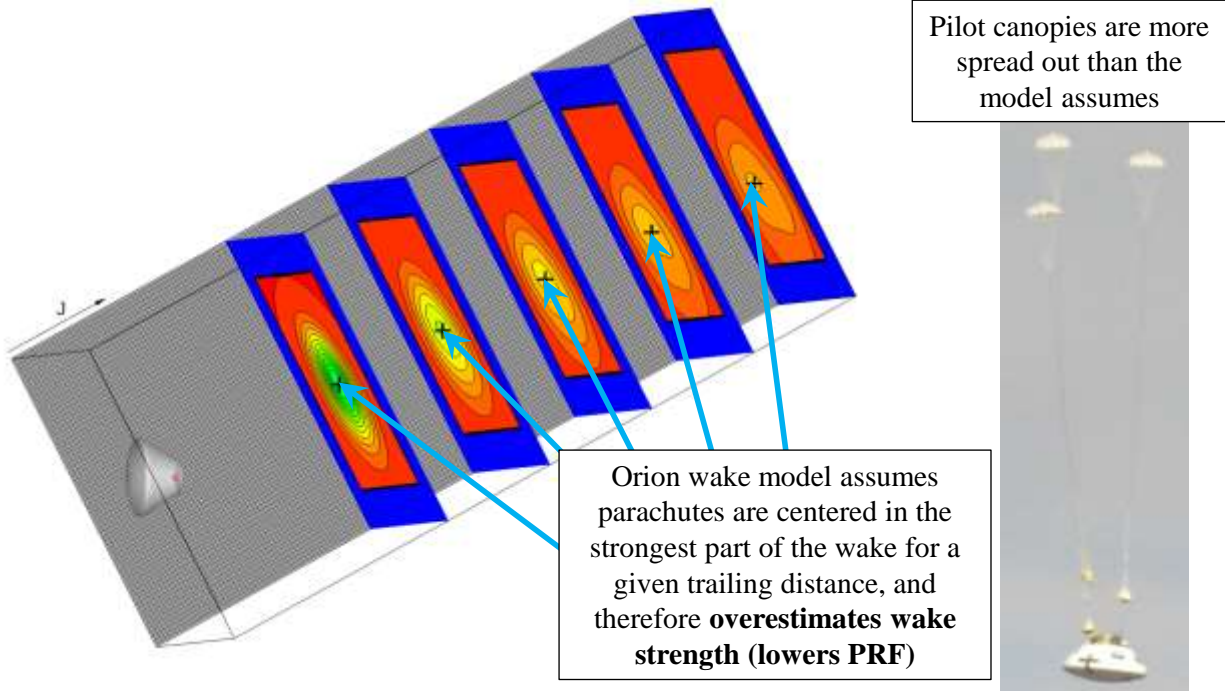 Pilot canopies are more
spread out than the
model assumes
J
Orion wake model assumes
parachutes are centered in the
strongest part of the wake for a
given trailing distance, and
therefore overestimates wake
strength (lowers PRF)